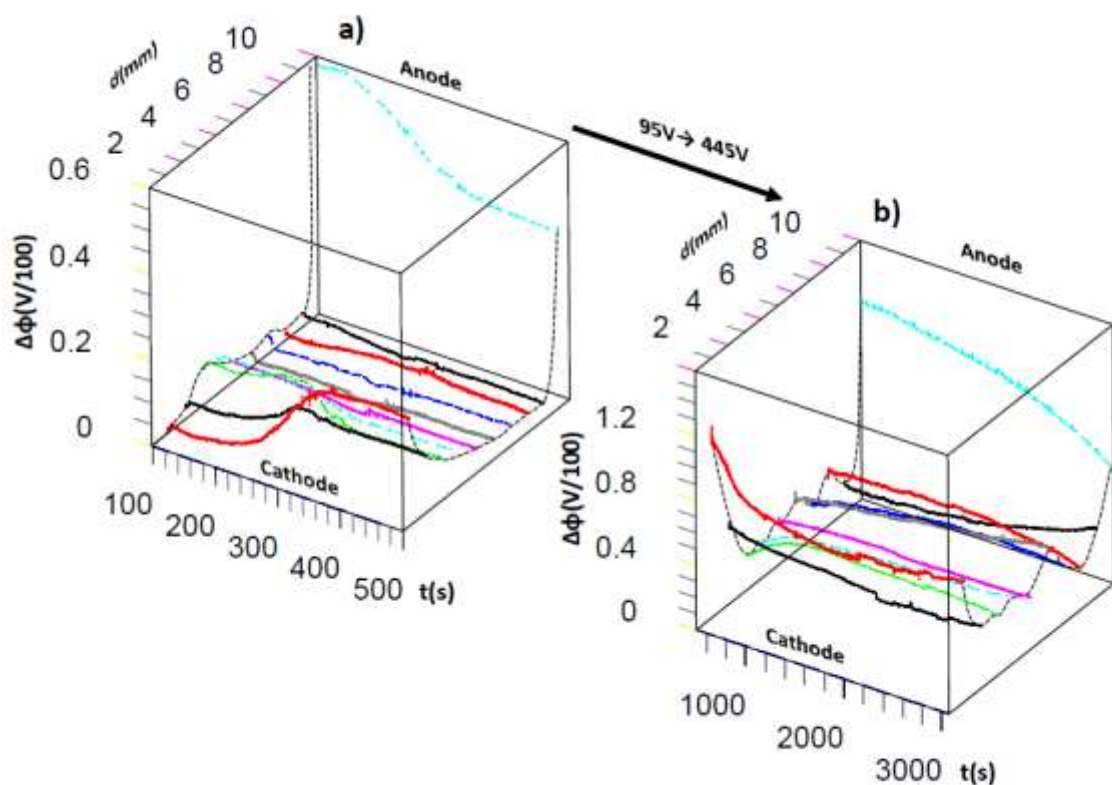 a)
d(mm)
10
8
6
4
2
Anode
0.6
0.4
0.2
0
Δϕ(V/100)
Cathode
100
200
300
400
500
t(s)
95V→ 445V
b)
d(mm)
10
8
6
4
2
Anode
1.2
0.8
0.4
0
Δϕ(V/100)
Cathode
1000
2000
3000
t(s)